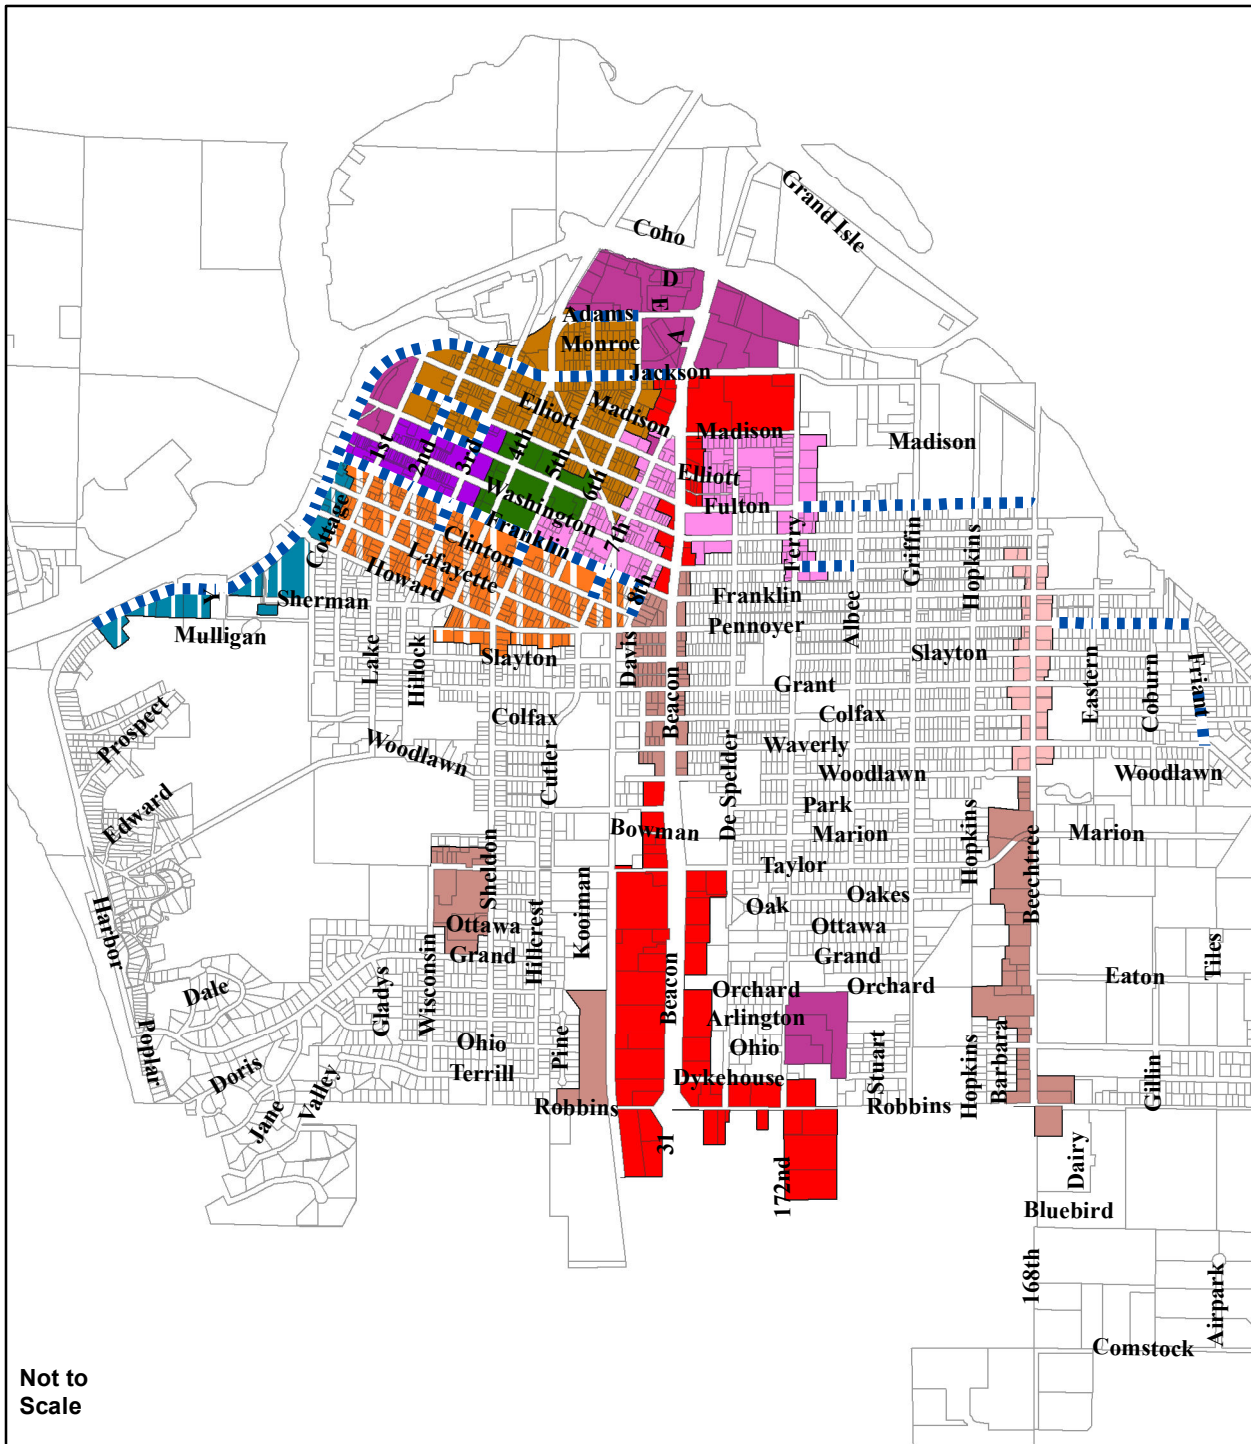 Grand Isle
Coho
D
E
Adams
A
Monroe
Jackson
Elliott
Madison
Madison
Madison
1st
2nd
3rd
4th
5th
6th
7th
8th
Elliott
Fulton
Washington
Franklin
Clinton
Lafayette
Howard
Cottage
Ferry
Griffin
Hopkins
Y
Sherman
Mulligan
Franklin
Pennoyer
Albee
Slayton
Slayton
Lake
Hillock
Davis
Beacon
Grant
Eastern
Coburn
Friant
Prospect
Colfax
Colfax
Woodlawn
Cutler
Waverly
Woodlawn
Woodlawn
De Spelder
Park
Edward
Bowman
Marion
Marion
Hopkins
Beechtree
Taylor
Sheldon
Oakes
Oak
Harbor
Kooiman
Ottawa
Grand
Hillcrest
Ottawa
Grand
Wisconsin
Gladys
Tiles
Eaton
Dale
Beacon
Orchard
Orchard
Arlington
Ohio
Poplar
Ohio
Terrill
Pine
Stuart
Hopkins
Barbara
Doris
Valley
Jane
Dykehouse
Gillin
Robbins
Robbins
31
172nd
Dairy
Bluebird
168th
Airpark
Comstock
Not to
Scale